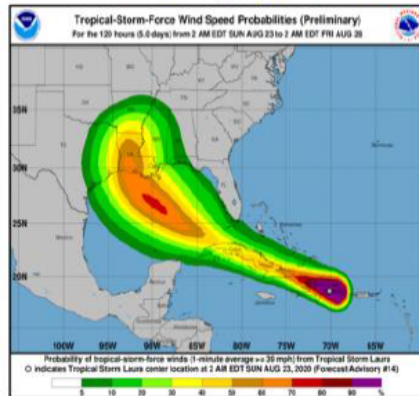 Tropical-Storm-Force Wind Speed Probabilities (Preliminary)
For the 120 hours (5.0 days) from 2 AM EDT SUN AUG 23 to 2 AM EDT FRI AUG 28
35N
30N
25N
20N
Bermuda
Mexico
Jamaica
100W 95W 90W 85W 80W 75W 70W 65W
Probability of tropical-storm-force winds (1-minute average >= 39 mph) from Tropical Storm Laura
O indicates Tropical Storm Laura center location at 2 AM EDT SUN AUG 23, 2020 (Forecast/Advisory #14)
5 10 20 30 40 50 60 70 80 90 %